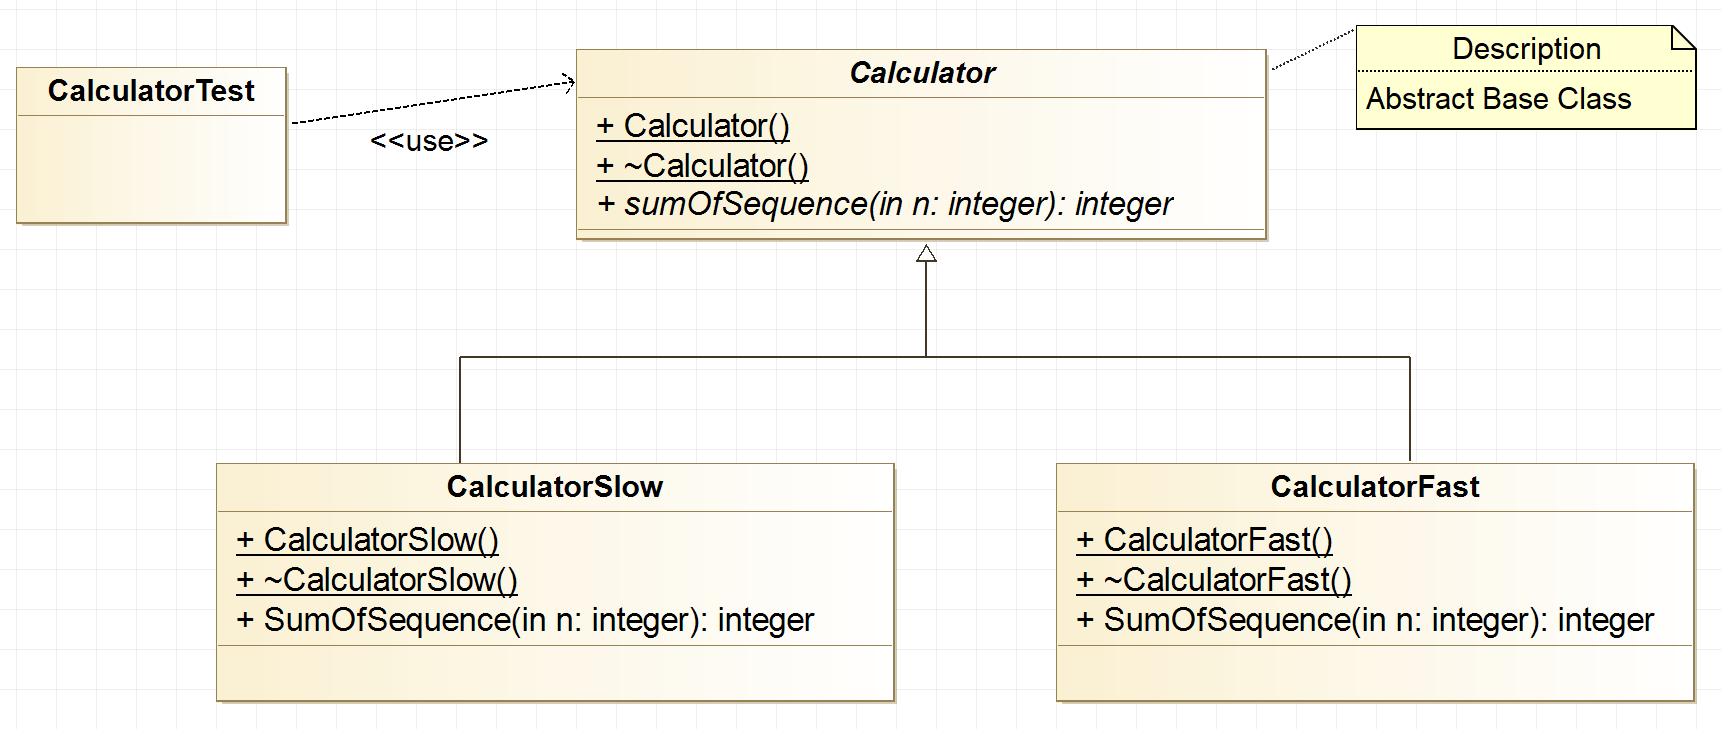 CalculatorTest
<<use>>
Calculator
+ Calculator()
+ ~Calculator()
+ sumOfSequence(in n: integer): integer
Description
Abstract Base Class
CalculatorSlow
+ CalculatorSlow()
+ ~CalculatorSlow()
+ SumOfSequence(in n: integer): integer
CalculatorFast
+ CalculatorFast()
+ ~CalculatorFast()
+ SumOfSequence(in n: integer): integer